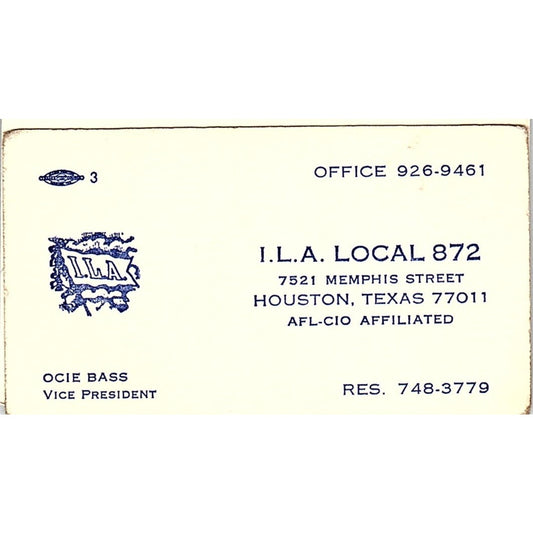 OFFICE 926-9461
3
I.L.A.
I.L.A. LOCAL 872
7521 MEMPHIS STREET
HOUSTON, TEXAS 77011
AFL-CIO AFFILIATED
OCIE BASS
VICE PRESIDENT
RES. 748-3779